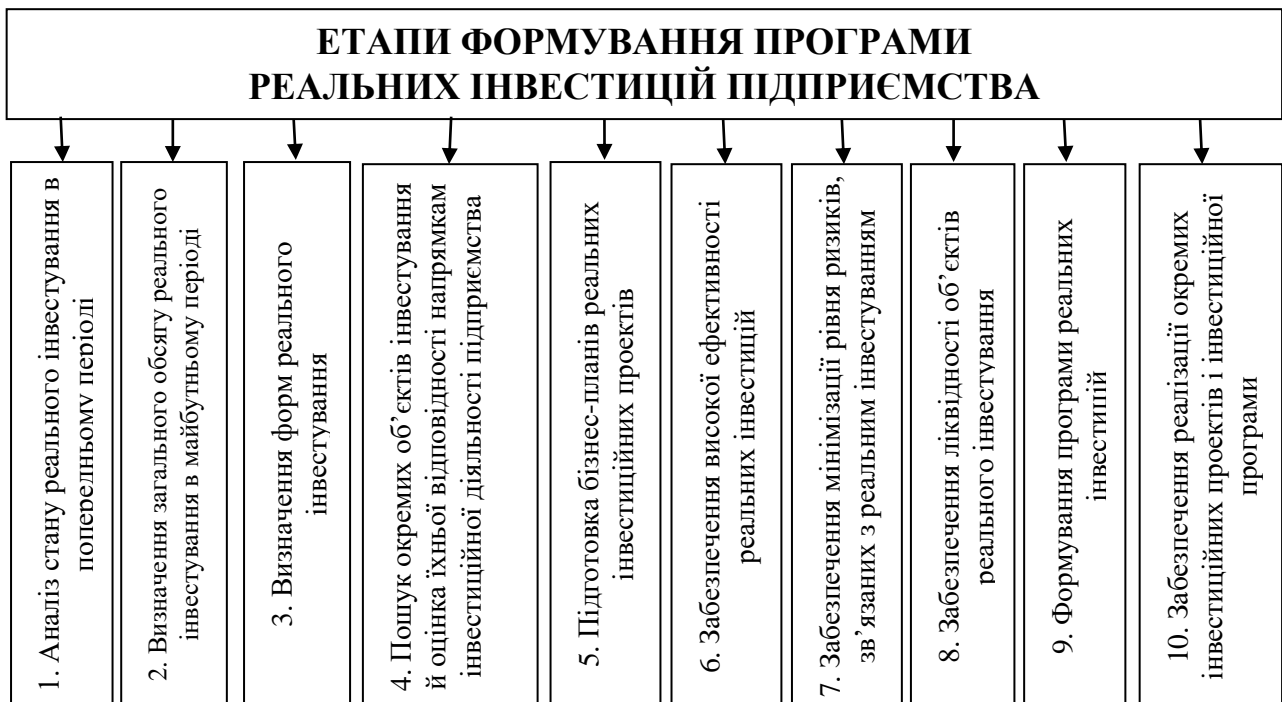 ЕТАПИ ФОРМУВАННЯ ПРОГРАМИ
РЕАЛЬНИХ ІНВЕСТИЦІЙ ПІДПРИЄМСТВА
1. Аналіз стану реального інвестування в
попередньому періоді
2. Визначення загального обсягу реального
інвестування в майбутньому періоді
3. Визначення форм реального
інвестування
4. Пошук окремих об’єктів інвестування
й оцінка їхньої відповідності напрямкам
інвестиційної діяльності підприємства
5. Підготовка бізнес-планів реальних
інвестиційних проектів
6. Забезпечення високої ефективності
реальних інвестицій
7. Забезпечення мінімізації рівня ризиків,
зв’язаних з реальним інвестуванням
8. Забезпечення ліквідності об’єктів
реального інвестування
9. Формування програми реальних
інвестицій
10. Забезпечення реалізації окремих
інвестиційних проектів і інвестиційної
програми